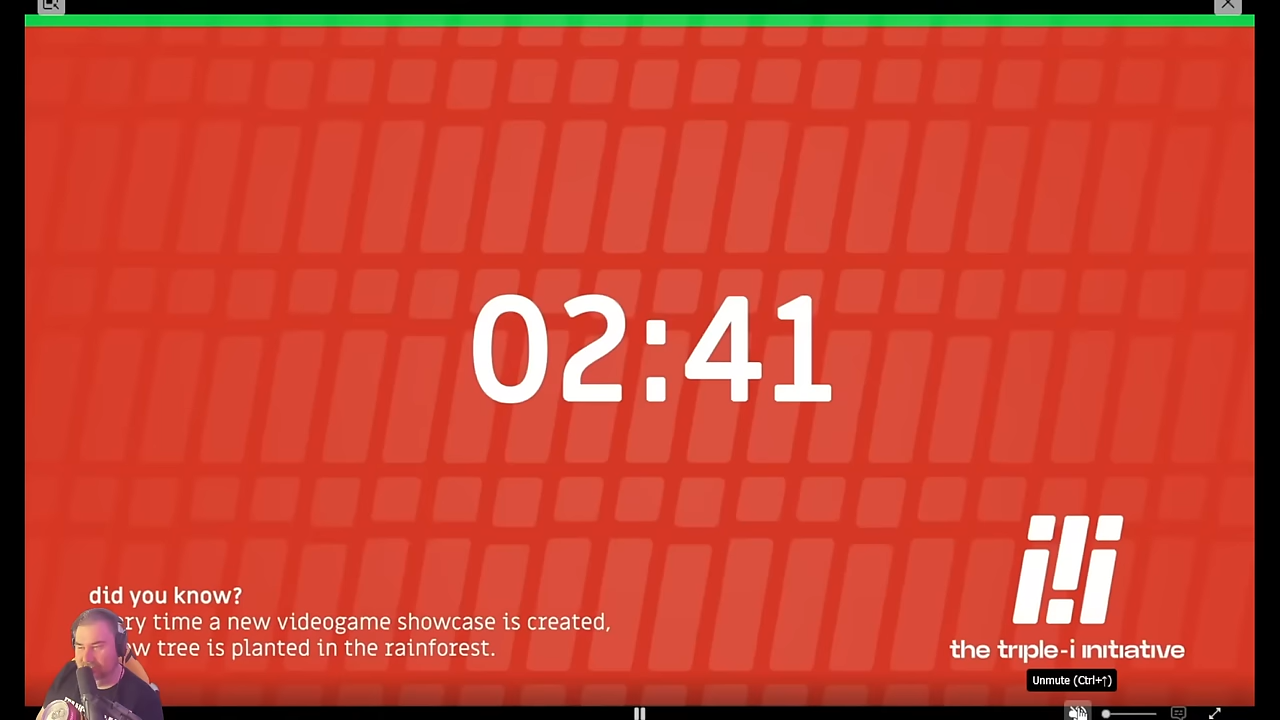 02:41
did you know?
ry time a new videogame showcase is created,
w tree is planted in the rainforest.
the triple-i initiative
Unmute (Ctrl+↑)